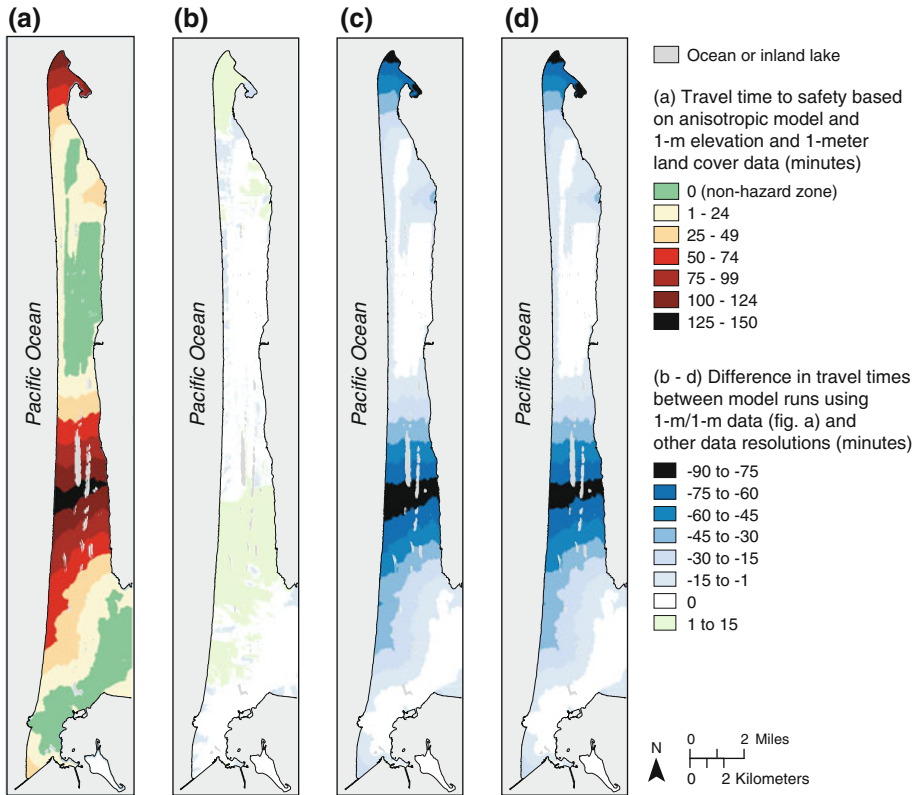 (a)
(b)
(c)
(d)
Pacific Ocean
Pacific Ocean
Pacific Ocean
Pacific Ocean
Ocean or inland lake
(a) Travel time to safety based
on anisotropic model and
1-m elevation and 1-meter
land cover data (minutes)
0 (non-hazard zone)
1 - 24
25 - 49
50 - 74
75 - 99
100 - 124
125 - 150
(b - d) Difference in travel times
between model runs using
1-m/1-m data (fig. a) and
other data resolutions (minutes)
-90 to -75
-75 to -60
-60 to -45
-45 to -30
-30 to -15
-15 to -1
0
1 to 15
N
0 2 Miles
0 2 Kilometers